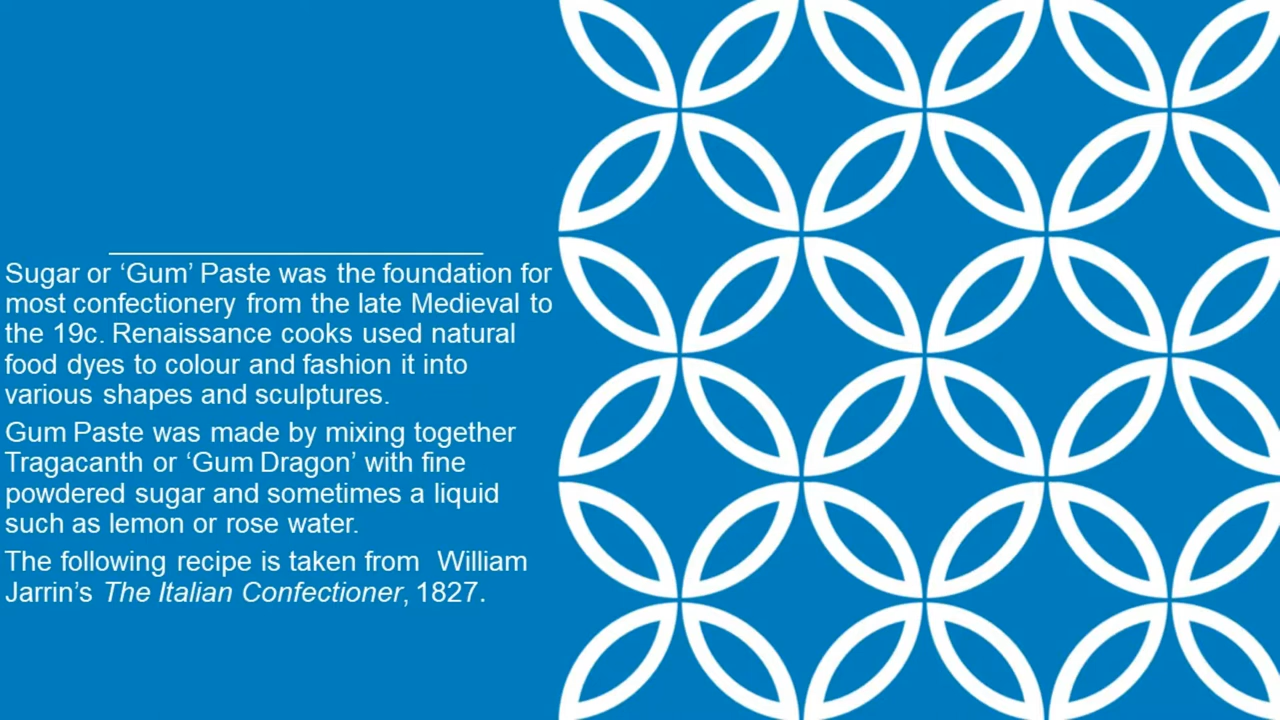 Sugar or ‘Gum’ Paste was the foundation for
most confectionery from the late Medieval to
the 19c. Renaissance cooks used natural
food dyes to colour and fashion it into
various shapes and sculptures.
Gum Paste was made by mixing together
Tragacanth or ‘Gum Dragon’ with fine
powdered sugar and sometimes a liquid
such as lemon or rose water.
The following recipe is taken from  William
Jarrin’s The Italian Confectioner, 1827.